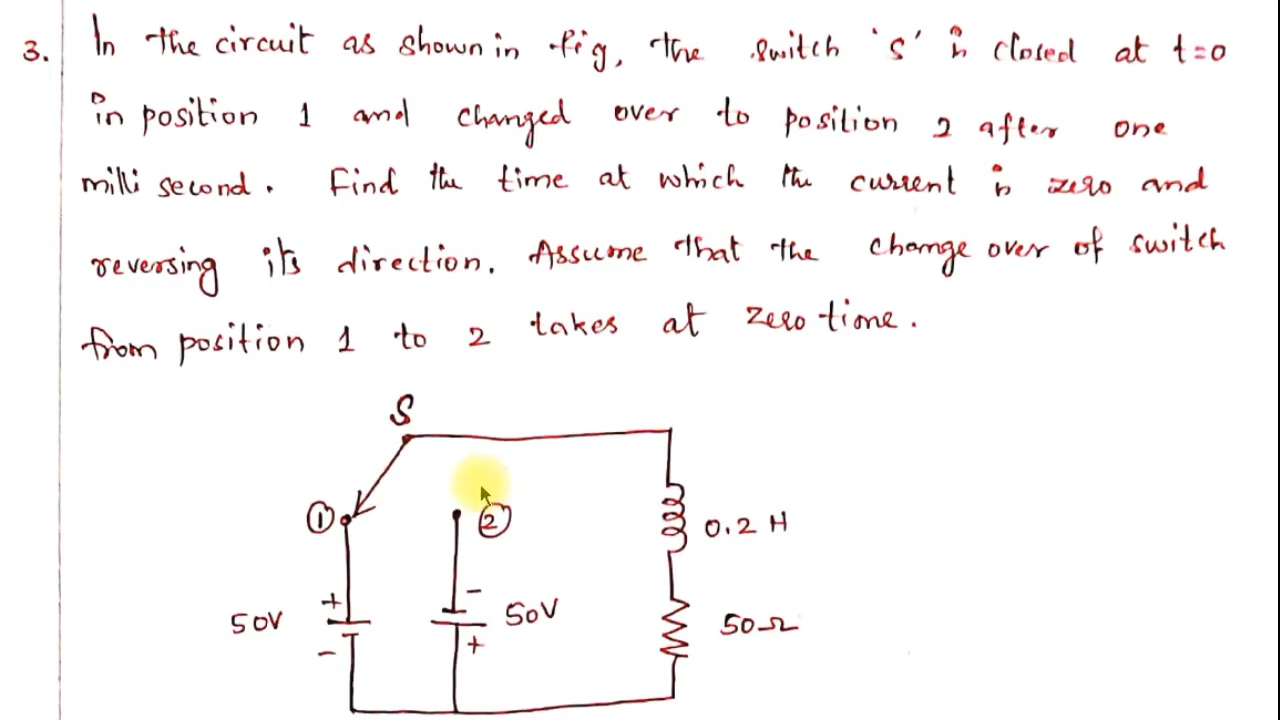 3. In the circuit as shown in fig, the switch 's' is closed at t=0
in position 1 and changed over to position 2 after one
milli second. Find the time at which the current is zero and
reversing its direction. Assume that the change over of switch
from position 1 to 2 takes at zero time.
S
① ②
0.2 H
+ -
50V 50V 50Ω
- +